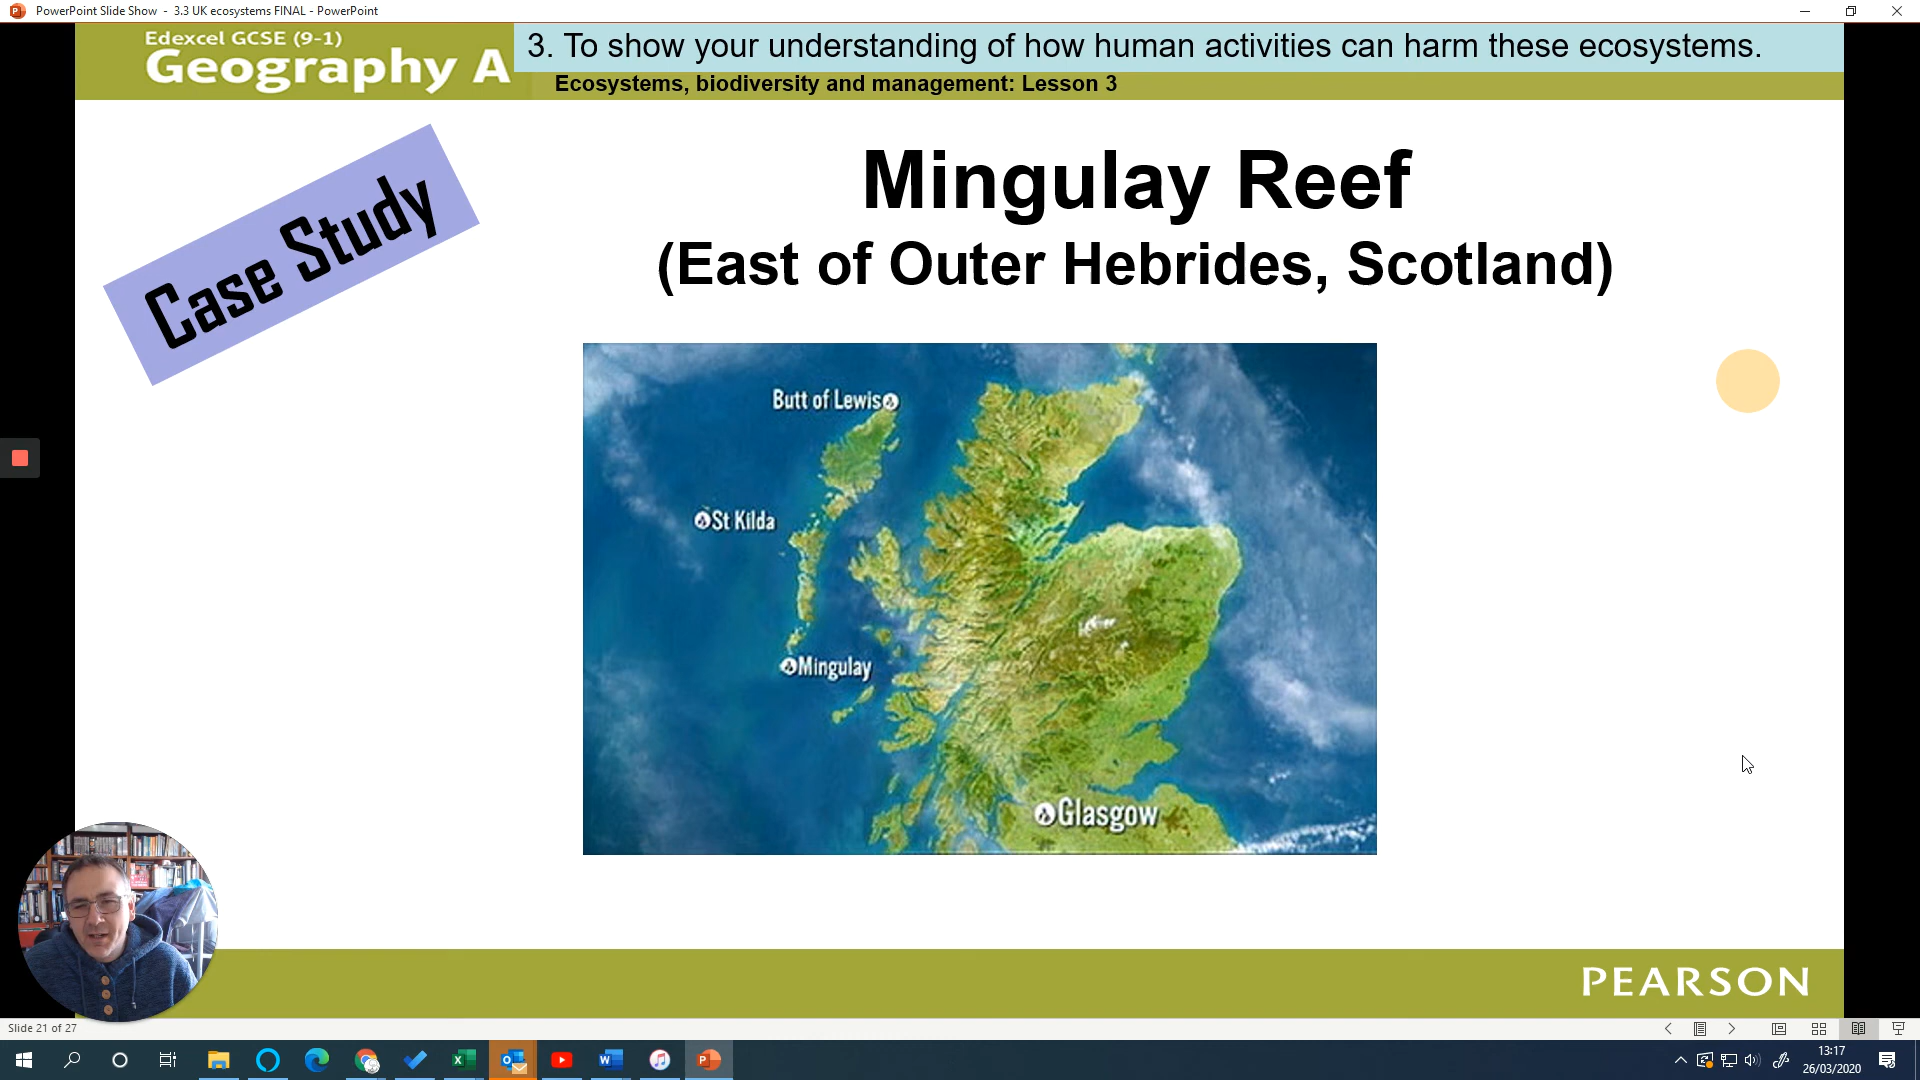 PowerPoint Slide Show - 3.3 UK ecosystems FINAL - PowerPoint
Edexcel GCSE (9-1)
Geography A
3. To show your understanding of how human activities can harm these ecosystems.
Ecosystems, biodiversity and management: Lesson 3
Case Study
Mingulay Reef
(East of Outer Hebrides, Scotland)
Butt of Lewis
St Kilda
Mingulay
Glasgow
PEARSON
Slide 21 of 27
13:17
26/03/2020